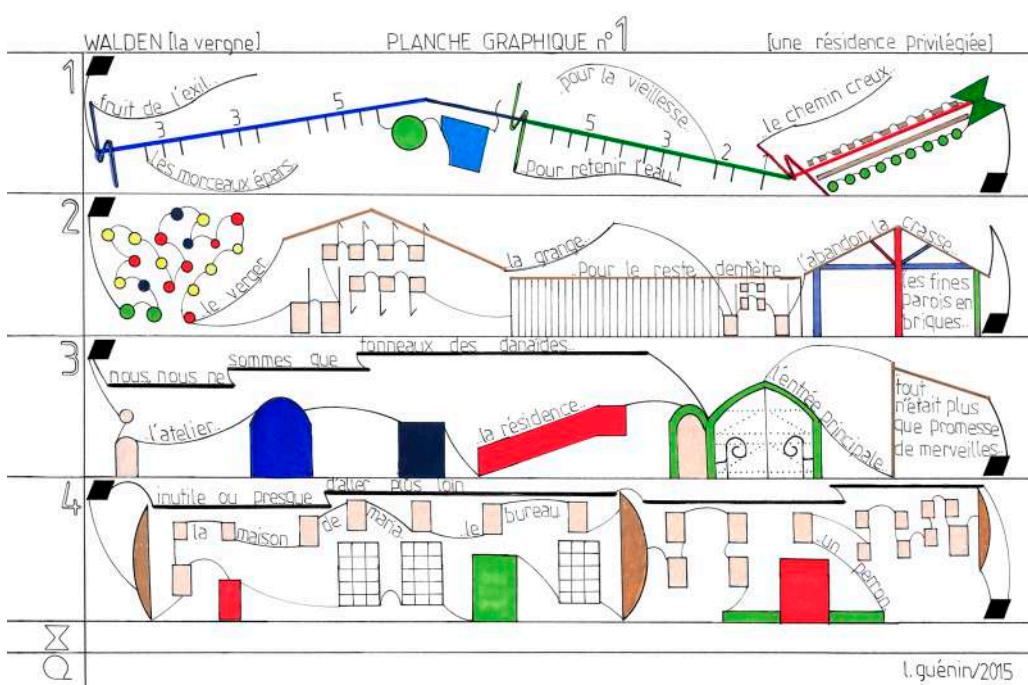 WALDEN [la vergne]
PLANCHE GRAPHIQUE n°1
[une résidence privilégiée]
1
fruit de l'exil..
3
3
5
les morceaux épars.
pour la vieillesse..
5
3
2
pour retenir l'eau..
le chemin creux..
2
le verger
la grange..
..Pour le reste derrière
l'abandon, la crasse
les fines
parois en
briques..
3
nous, nous ne
sommes que
tonneaux des danaïdes..
l'atelier..
la résidence..
l'entrée principale
tout
n'était plus
que promesse
de merveilles..
4
inutile ou presque
d'aller plus loin
la maison de maria..
le bureau
un perron
l. guénin/2015